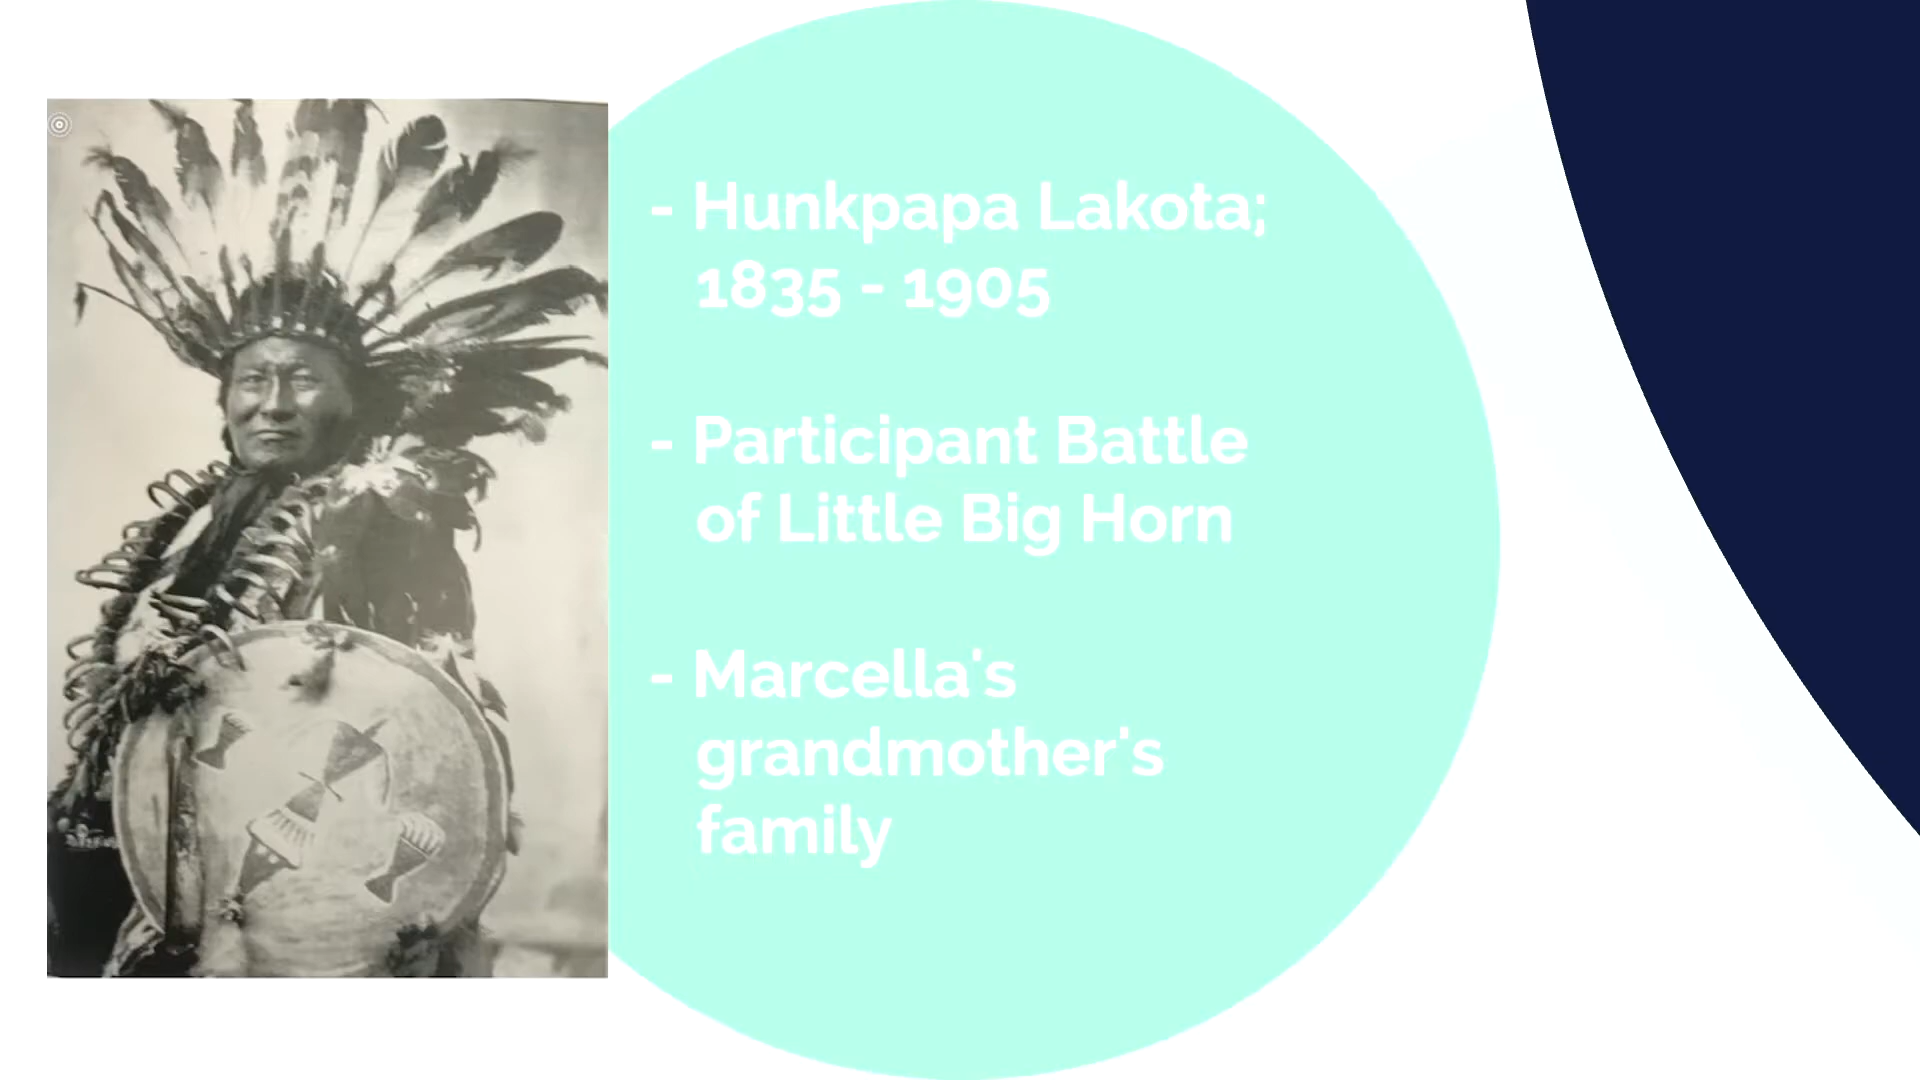 - Hunkpapa Lakota;
1835 - 1905
- Participant Battle
of Little Big Horn
- Marcella's
grandmother's
family